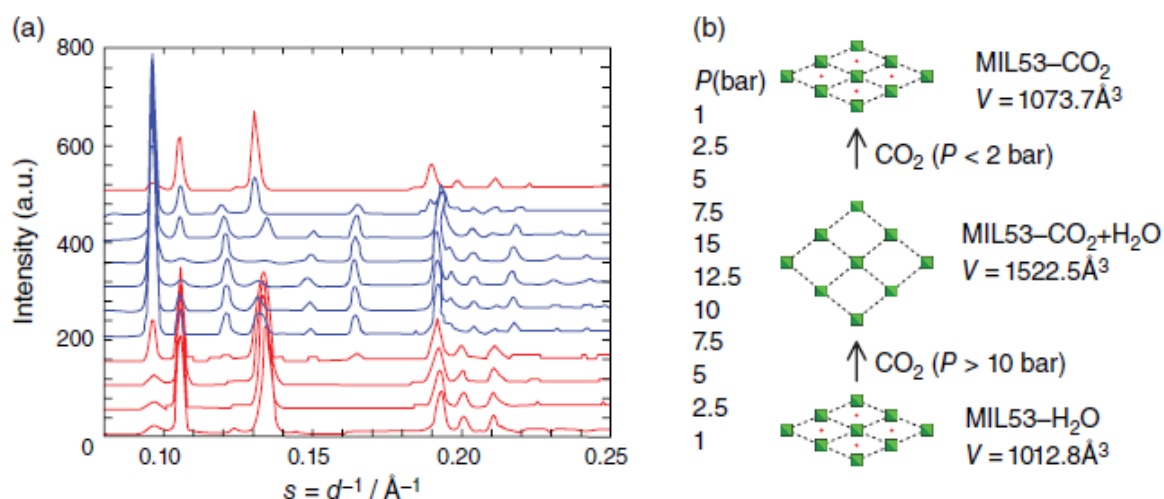 (a)
800
600
400
200
0
Intensity (a.u.)
0.10 0.15 0.20 0.25
s = d⁻¹ / Å⁻¹
(b)
P(bar)
1
2.5
5
7.5
15
12.5
10
7.5
5
2.5
1
MIL53–CO₂
V = 1073.7Å³
CO₂ (P < 2 bar)
MIL53–CO₂+H₂O
V = 1522.5Å³
CO₂ (P > 10 bar)
MIL53–H₂O
V = 1012.8Å³